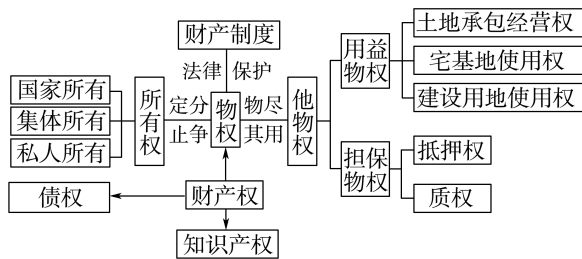 财产制度
法律 保护
国家所有
集体所有
私人所有
所有权
定分
止争
物权
物尽
其用
他物权
用益物权
土地承包经营权
宅基地使用权
建设用地使用权
担保物权
抵押权
质权
债权
财产权
知识产权